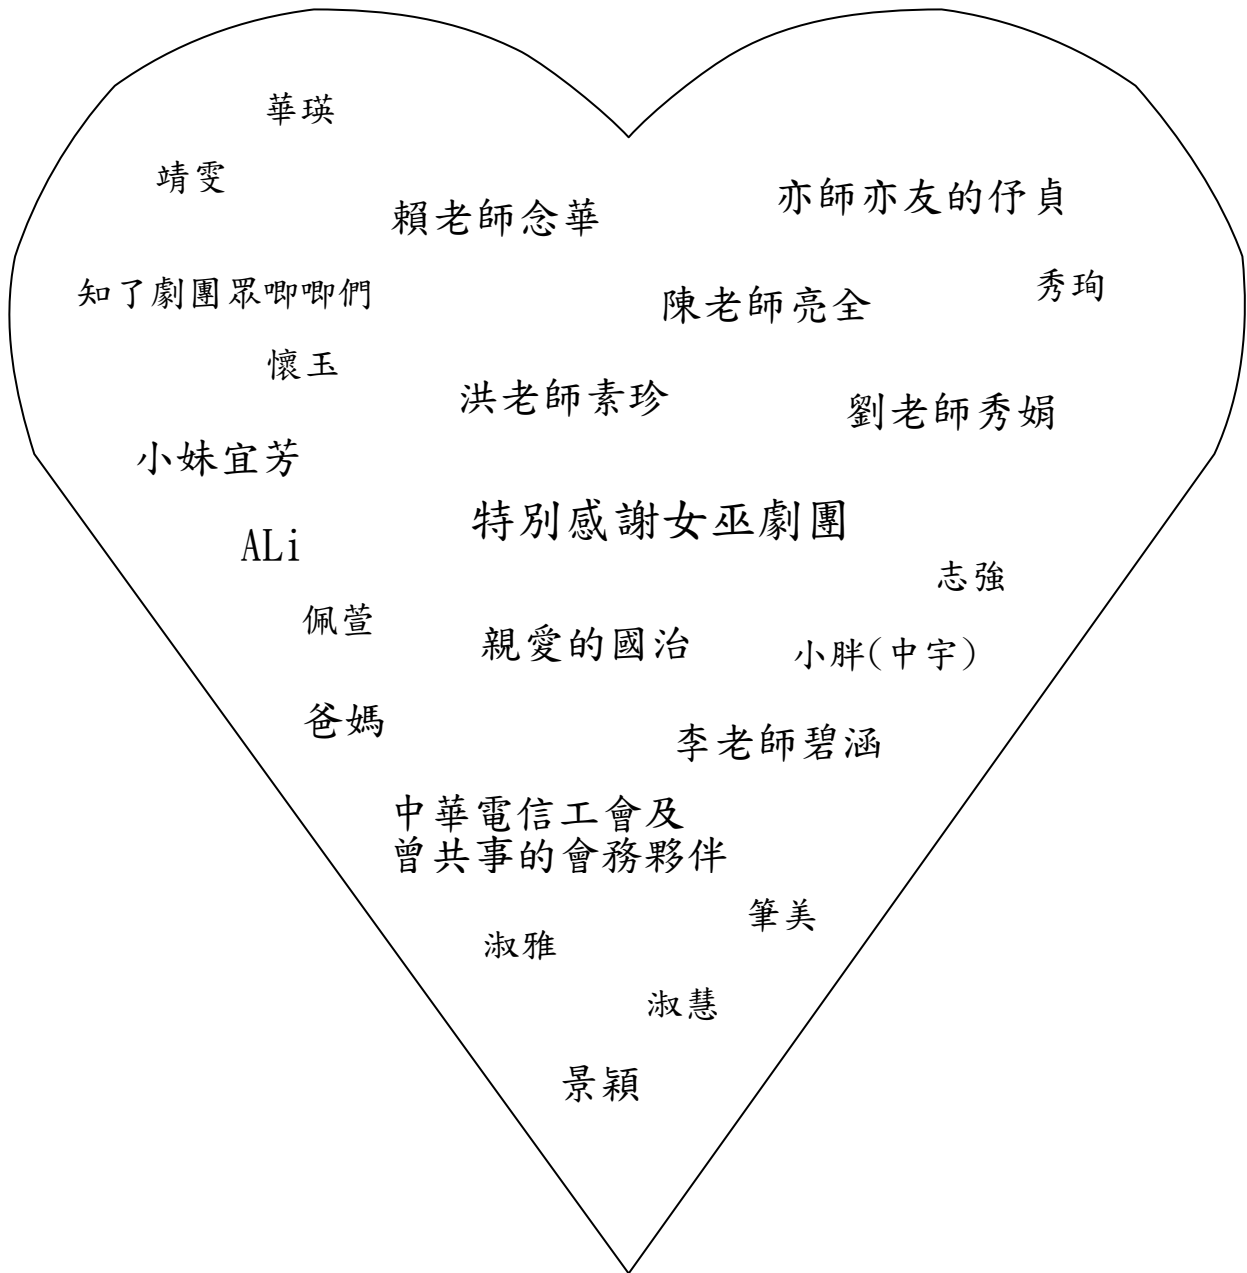 華瑛
靖雯
賴老師念華
亦師亦友的伃貞
知了劇團眾唧唧們
陳老師亮全
秀珣
懷玉
洪老師素珍
劉老師秀娟
小妹宜芳
特別感謝女巫劇團
ALi
志強
佩萱
親愛的國治
小胖(中宇)
爸媽
李老師碧涵
中華電信工會及
曾共事的會務夥伴
筆美
淑雅
淑慧
景穎